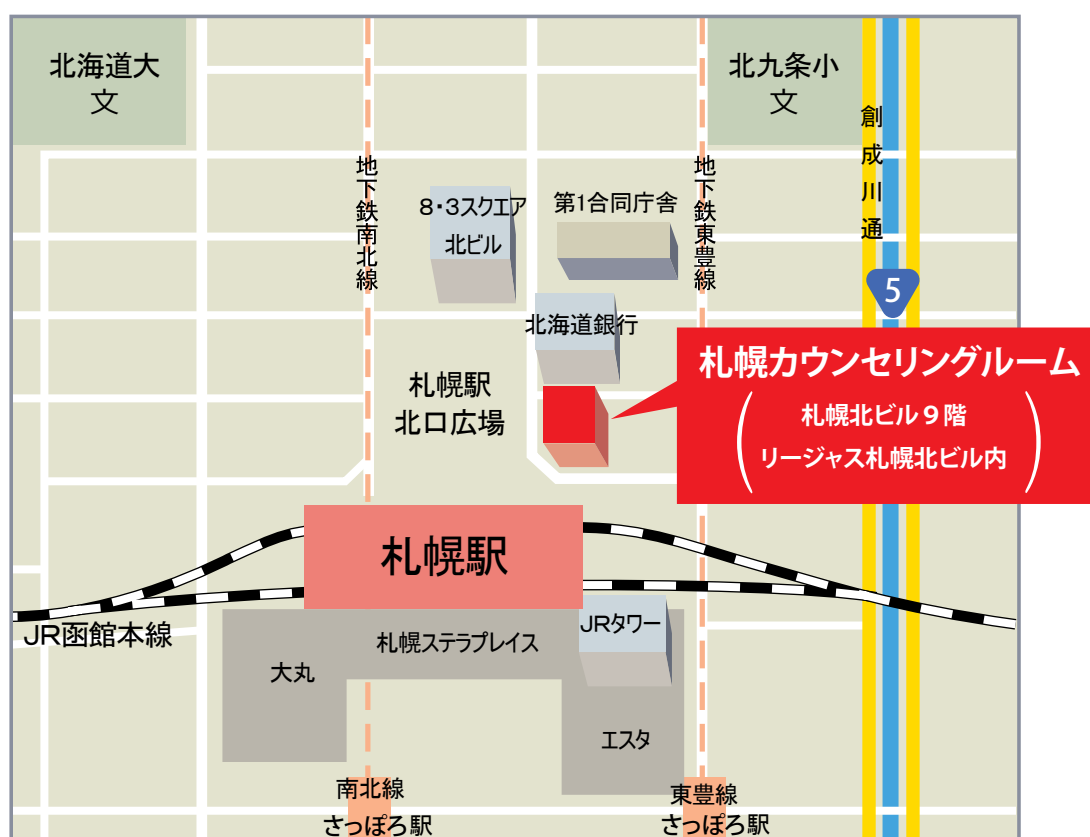 北海道大
文
北九条小
文
創成川通
地下鉄南北線
8・3スクエア
北ビル
第1合同庁舎
地下鉄東豊線
5
北海道銀行
札幌カウンセリングルーム
札幌北ビル9階
リージャス札幌北ビル内
札幌駅
北口広場
札幌駅
JR函館本線
札幌ステラプレイス
JRタワー
大丸
エスタ
南北線
さっぽろ駅
東豊線
さっぽろ駅